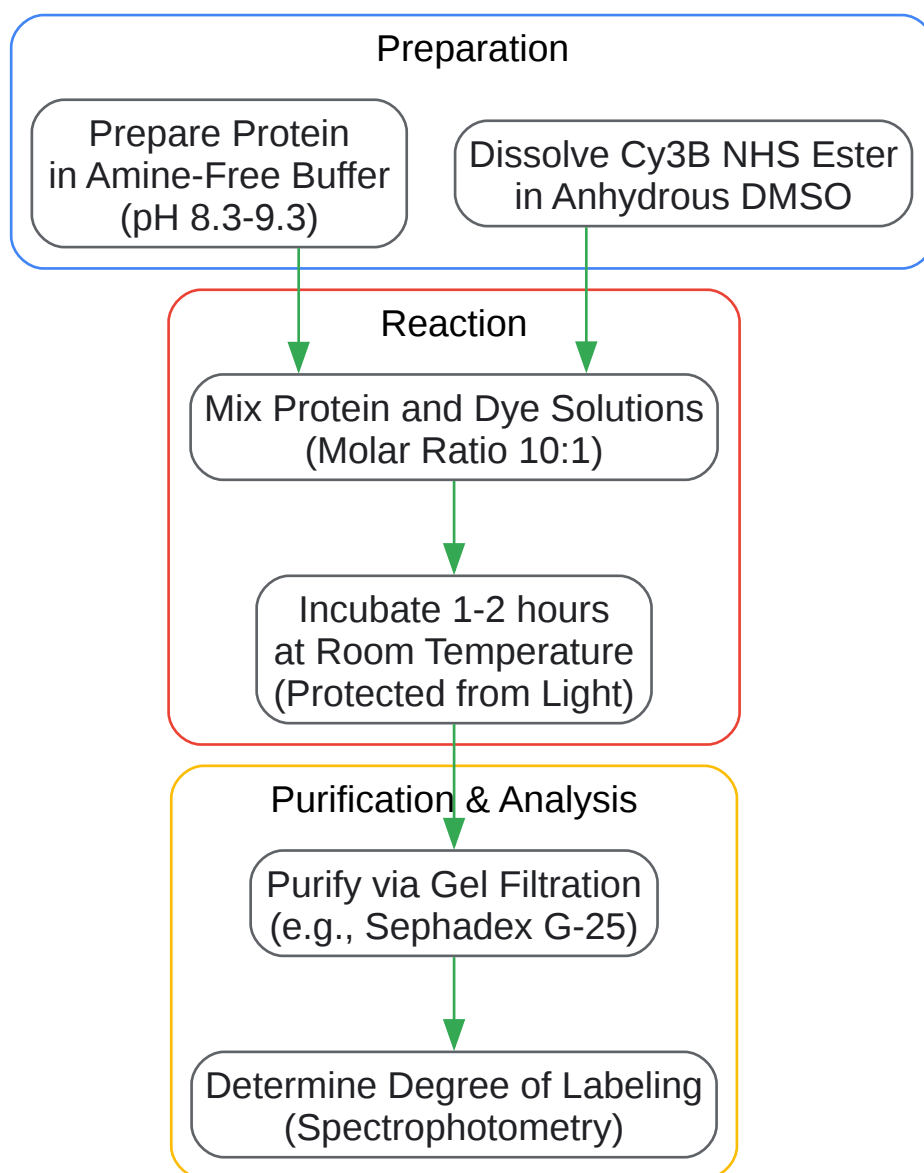 Preparation
Prepare Protein
in Amine-Free Buffer
(pH 8.3-9.3)
Dissolve Cy3B NHS Ester
in Anhydrous DMSO
Reaction
Mix Protein and Dye Solutions
(Molar Ratio 10:1)
Incubate 1-2 hours
at Room Temperature
(Protected from Light)
Purification & Analysis
Purify via Gel Filtration
(e.g., Sephadex G-25)
Determine Degree of Labeling
(Spectrophotometry)